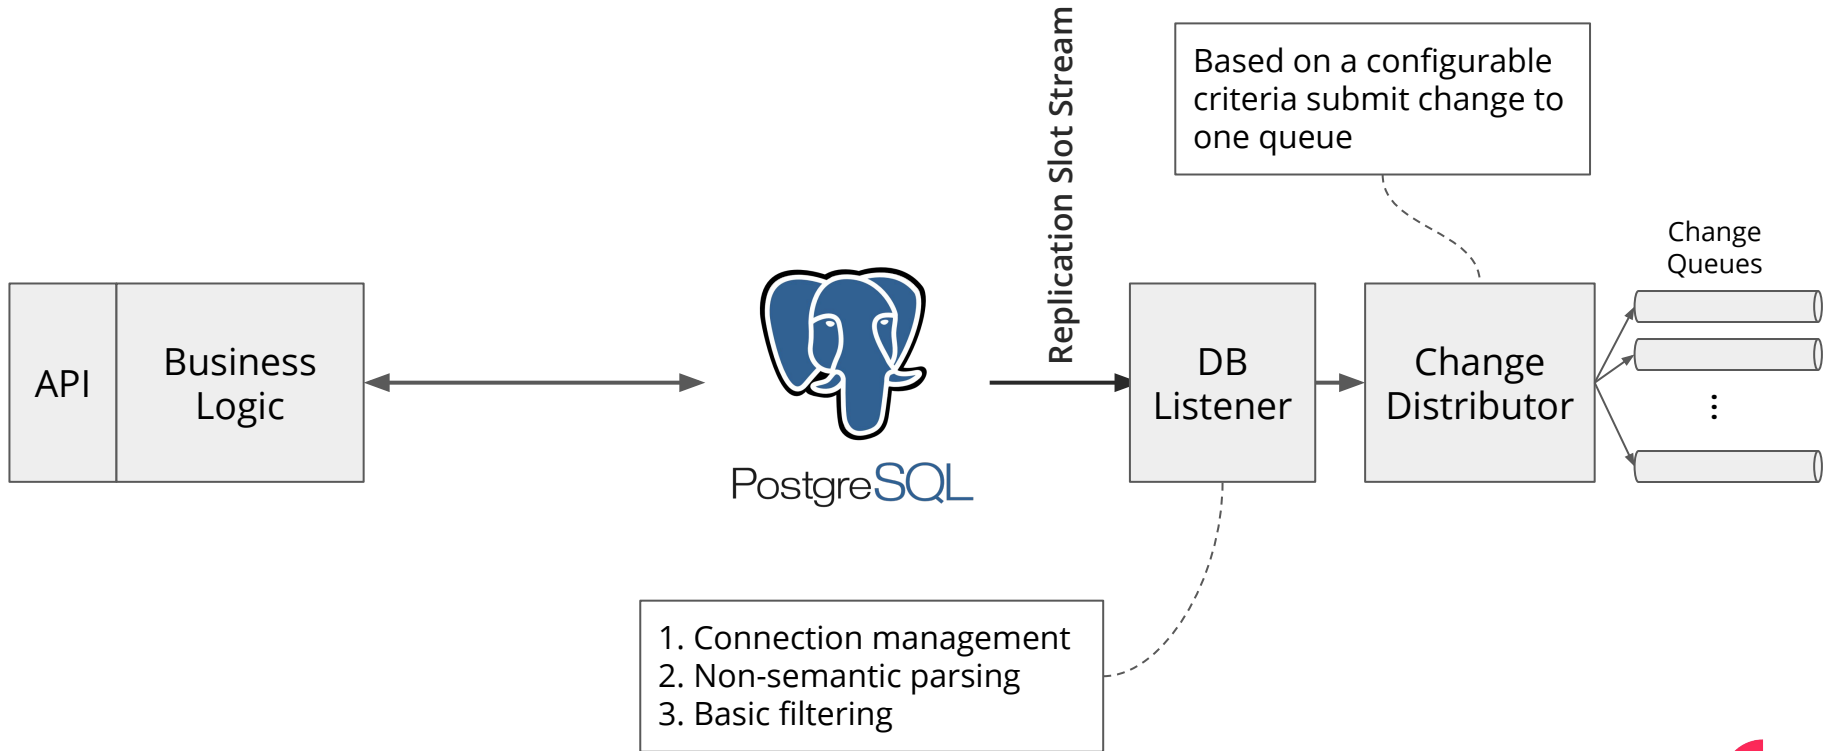 Replication Slot Stream
Based on a configurable
criteria submit change to
one queue
Change
Queues
API
Business
Logic
PostgreSQL
DB
Listener
Change
Distributor
...
1. Connection management
2. Non-semantic parsing
3. Basic filtering